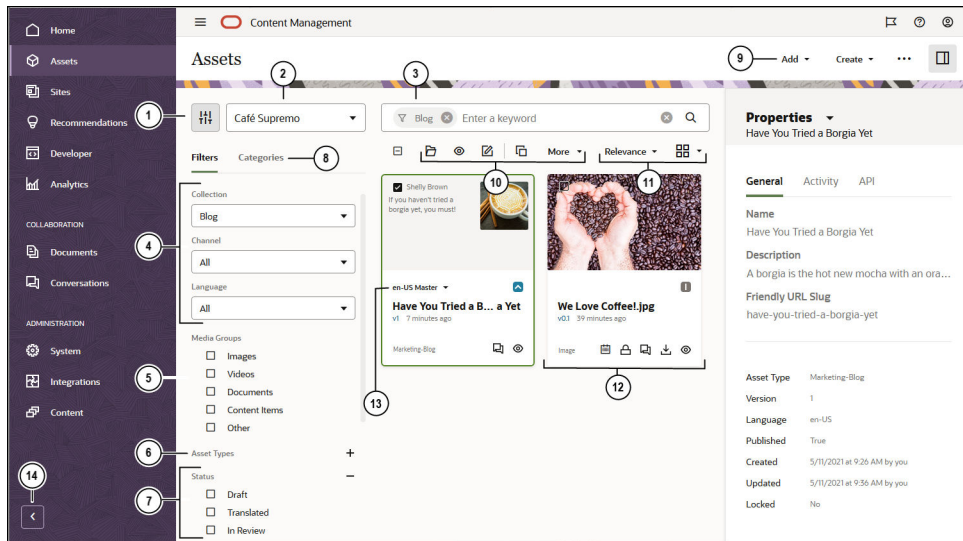 Home
Assets
Sites
Recommendations
Developer
Analytics
COLLABORATION
Documents
Conversations
ADMINISTRATION
System
Integrations
Content
14
Content Management
Assets
9
Add
Create
1
2
Café Supremo
3
Blog
Enter a keyword
Filters
Categories
8
More
Relevance
10
11
4
Collection
Blog
Channel
All
Language
All
5
Media Groups
Images
Videos
Documents
Content Items
Other
6
Asset Types
7
Status
Draft
Translated
In Review
Shelly Brown
If you haven't tried a
borgia yet, you must!
en-US Master
Have You Tried a B... a Yet
v1 7 minutes ago
Marketing-Blog
13
We Love Coffee!.jpg
v0.1 39 minutes ago
Image
12
Properties
Have You Tried a Borgia Yet
General
Activity
API
Name
Have You Tried a Borgia Yet
Description
A borgia is the hot new mocha with an ora...
Friendly URL Slug
have-you-tried-a-borgia-yet
Asset Type Marketing-Blog
Version 1
Language en-US
Published True
Created 5/11/2021 at 9:26 AM by you
Updated 5/11/2021 at 9:36 AM by you
Locked No